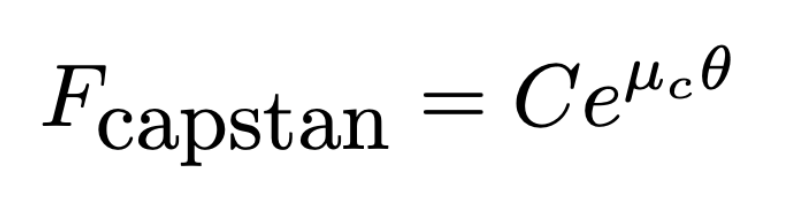 F_capstan = Ce^{μ_c θ}